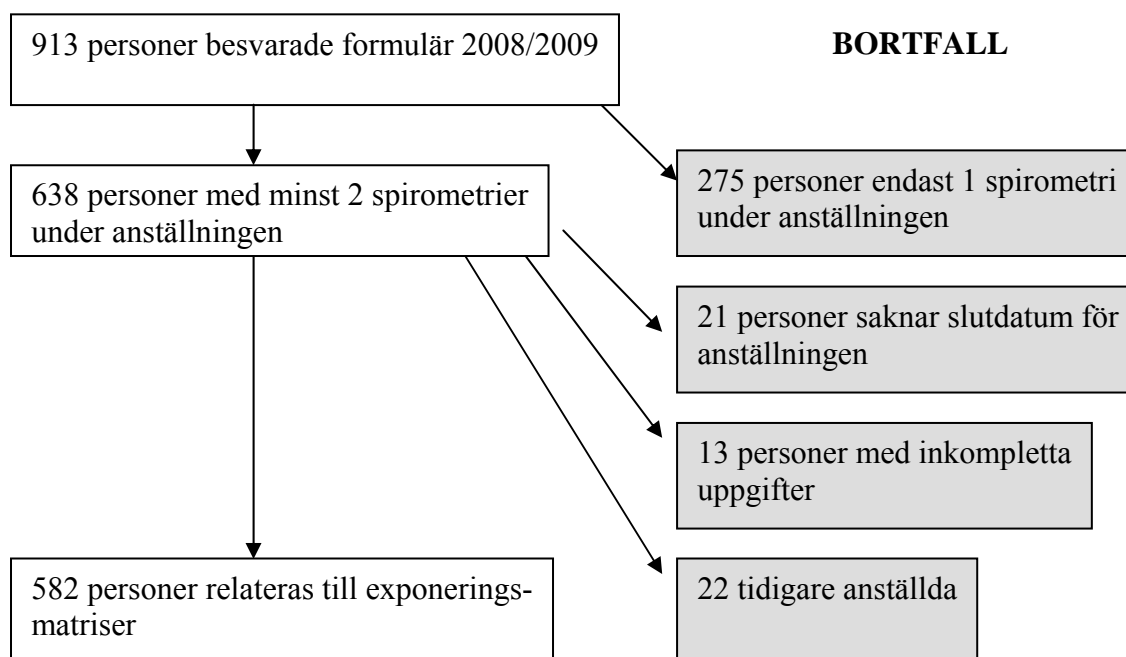 913 personer besvarade formulär 2008/2009
BORTFALL
638 personer med minst 2 spirometrier
under anställningen
275 personer endast 1 spirometri
under anställningen
21 personer saknar slutdatum för
anställningen
13 personer med inkompletta
uppgifter
582 personer relateras till exponerings-
matriser
22 tidigare anställda